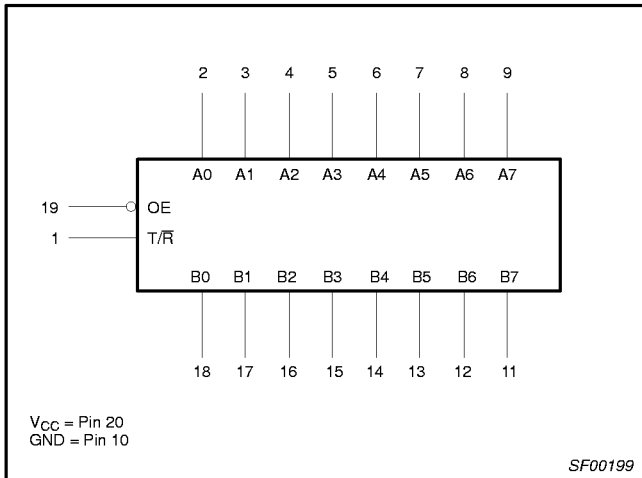 2 3 4 5 6 7 8 9
A0 A1 A2 A3 A4 A5 A6 A7
19 OE
1 T/R̅
B0 B1 B2 B3 B4 B5 B6 B7
18 17 16 15 14 13 12 11
VCC = Pin 20
GND = Pin 10
SF00199